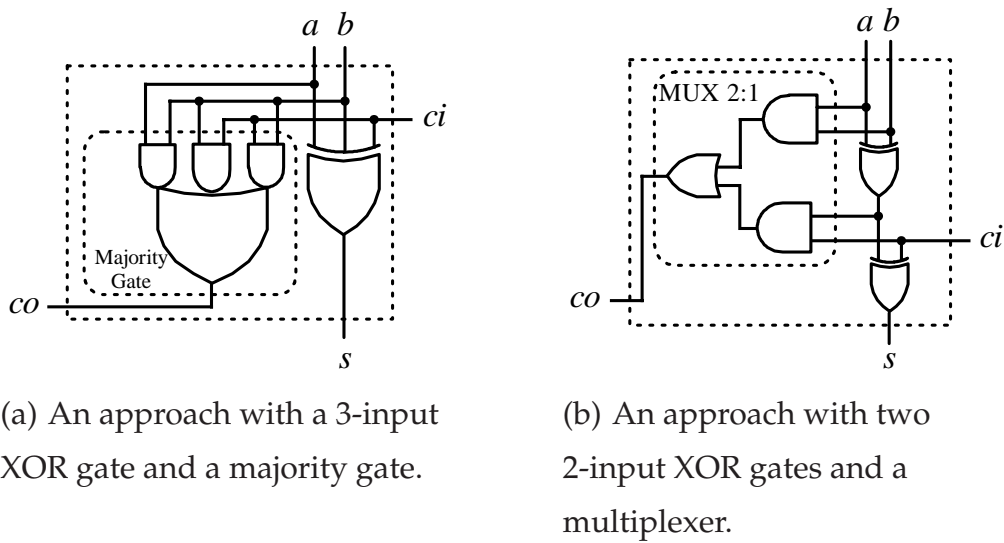 a b
ci
Majority
Gate
co
s
(a) An approach with a 3-input
XOR gate and a majority gate.
a b
MUX 2:1
ci
co
s
(b) An approach with two
2-input XOR gates and a
multiplexer.